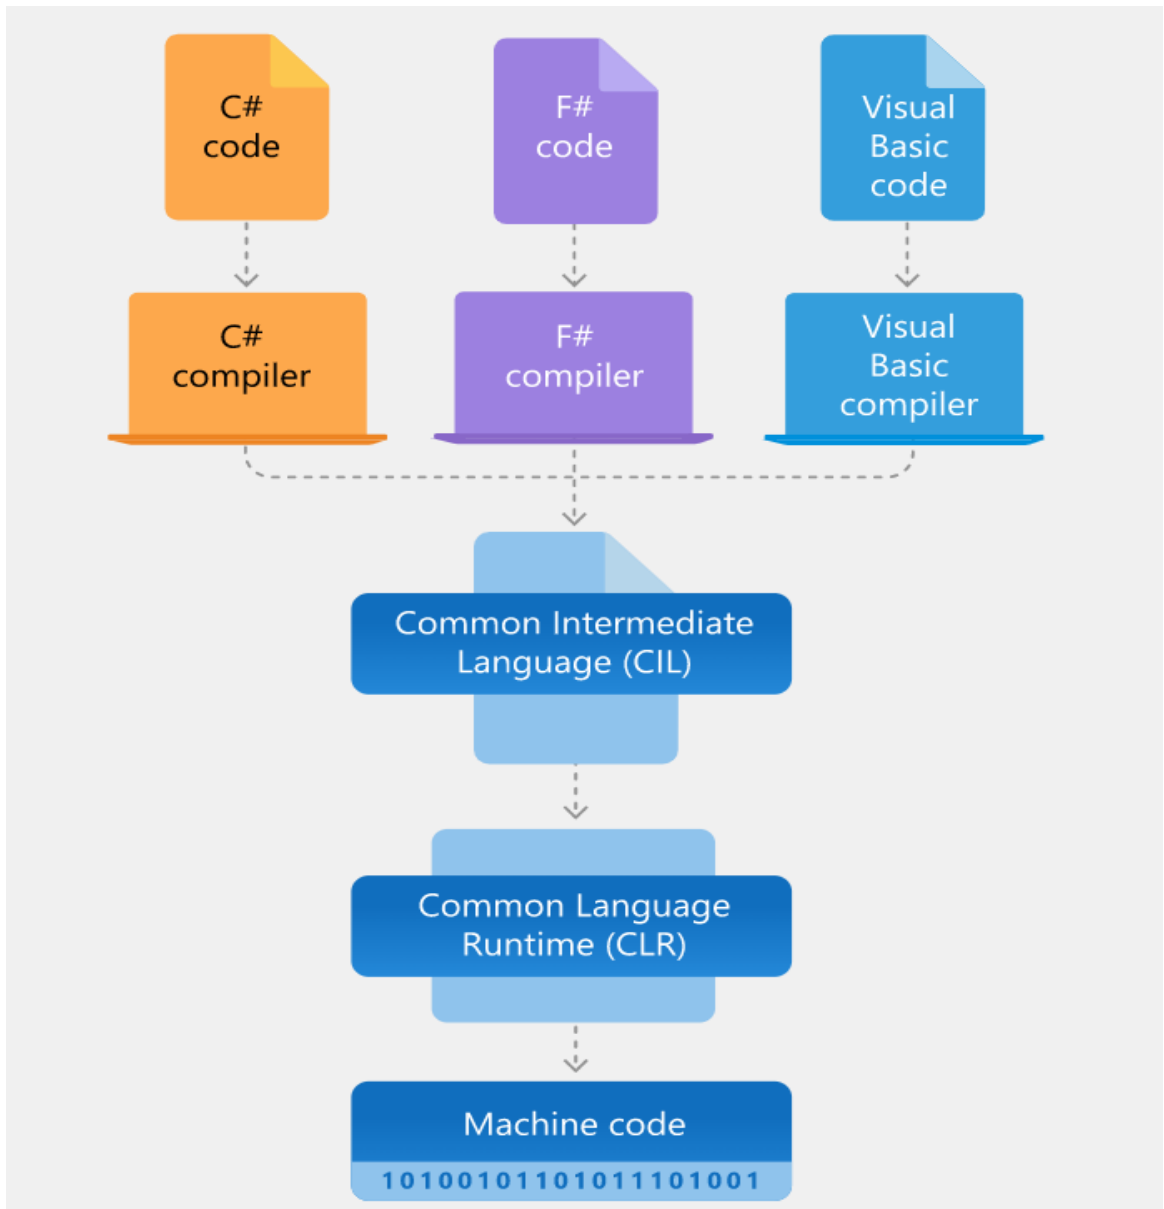 C#
code
F#
code
Visual
Basic
code
C#
compiler
F#
compiler
Visual
Basic
compiler
Common Intermediate
Language (CIL)
Common Language
Runtime (CLR)
Machine code
101001011010111101001